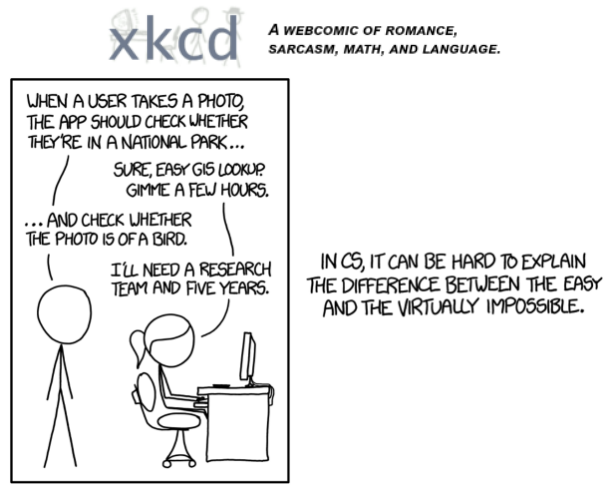 xkcd
A WEBCOMIC OF ROMANCE,
SARCASM, MATH, AND LANGUAGE.
WHEN A USER TAKES A PHOTO,
THE APP SHOULD CHECK WHETHER
THEY'RE IN A NATIONAL PARK...
SURE, EASY GIS LOOKUP.
GIMME A FEW HOURS.
...AND CHECK WHETHER
THE PHOTO IS OF A BIRD.
I'LL NEED A RESEARCH
TEAM AND FIVE YEARS.
IN CS, IT CAN BE HARD TO EXPLAIN
THE DIFFERENCE BETWEEN THE EASY
AND THE VIRTUALLY IMPOSSIBLE.